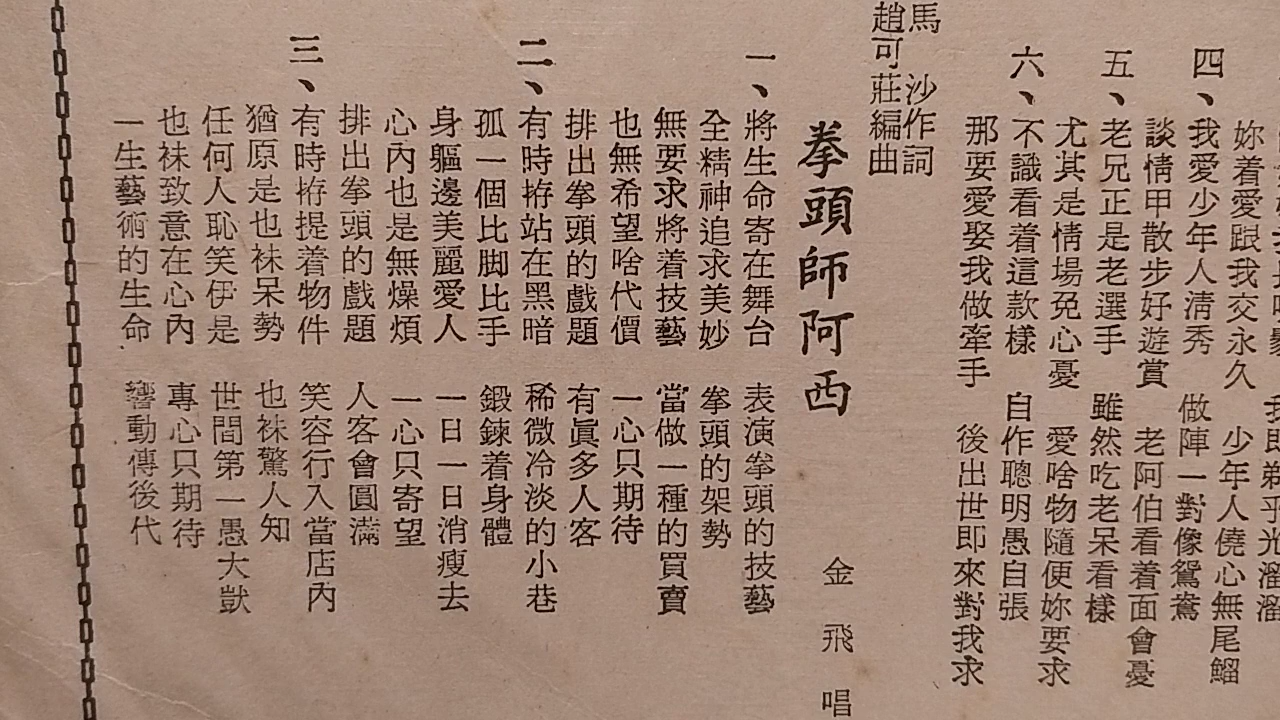 妳着愛跟我交永久 少年人僥心無尾鰡
四、我愛少年人清秀 做陣一對像鴛鴦
談情甲散步好遊賞 老阿伯看着面會憂
五、老兄正是老選手 雖然吃老呆看樣
尤其是情場免心憂 愛啥物隨便妳要求
六、不識看着這款樣 自作聰明愚自張
那要愛娶我做牽手 後出世即來對我求
馬 沙作詞
趙可莊編曲
拳頭師阿西 金飛唱
一、將生命寄在舞台 表演拳頭的技藝
全精神追求美妙 拳頭的架勢
無要求將着技藝 當做一種的買賣
也無希望啥代價 一心只期待
排出拳頭的戲題 有眞多人客
二、有時拵站在黑暗 稀微冷淡的小巷
孤一個比脚比手 鍛鍊着身體
身軀邊美麗愛人 一日一日消瘦去
心內也是無燥煩 一心只寄望
排出拳頭的戲題 人客會圓滿
三、有時拵提着物件 笑容行入當店內
猶原是也袜呆勢 也袜驚人知
任何人恥笑伊是 世間第一愚大獃
也袜致意在心內 專心只期待
一生藝術的生命 響動傳後代